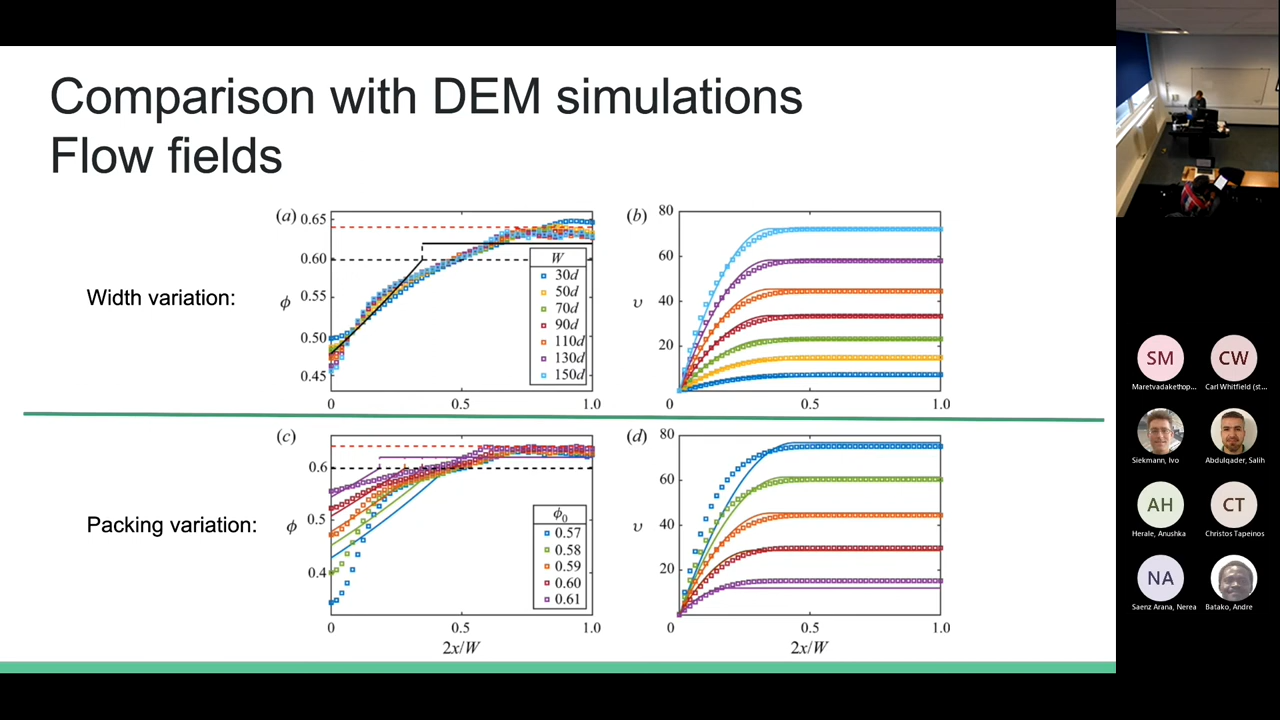 Comparison with DEM simulations
Flow fields
Width variation:
(a)
0.65
0.60
0.55
0.50
0.45
ϕ
0
0.5
1.0
W
30d
50d
70d
90d
110d
130d
150d
(b)
80
60
40
20
υ
0
0.5
1.0
Packing variation:
(c)
0.6
0.5
0.4
ϕ
0
0.5
1.0
2x/W
ϕ0
0.57
0.58
0.59
0.60
0.61
(d)
80
60
40
20
υ
0
0.5
1.0
2x/W
SM
Maretvadakethop...
CW
Carl Whitfield (st...
Siekmann, Ivo
Abdulqader, Salih
AH
Herale, Anushka
CT
Christos Tapeinos
NA
Saenz Arana, Nerea
Batako, Andre